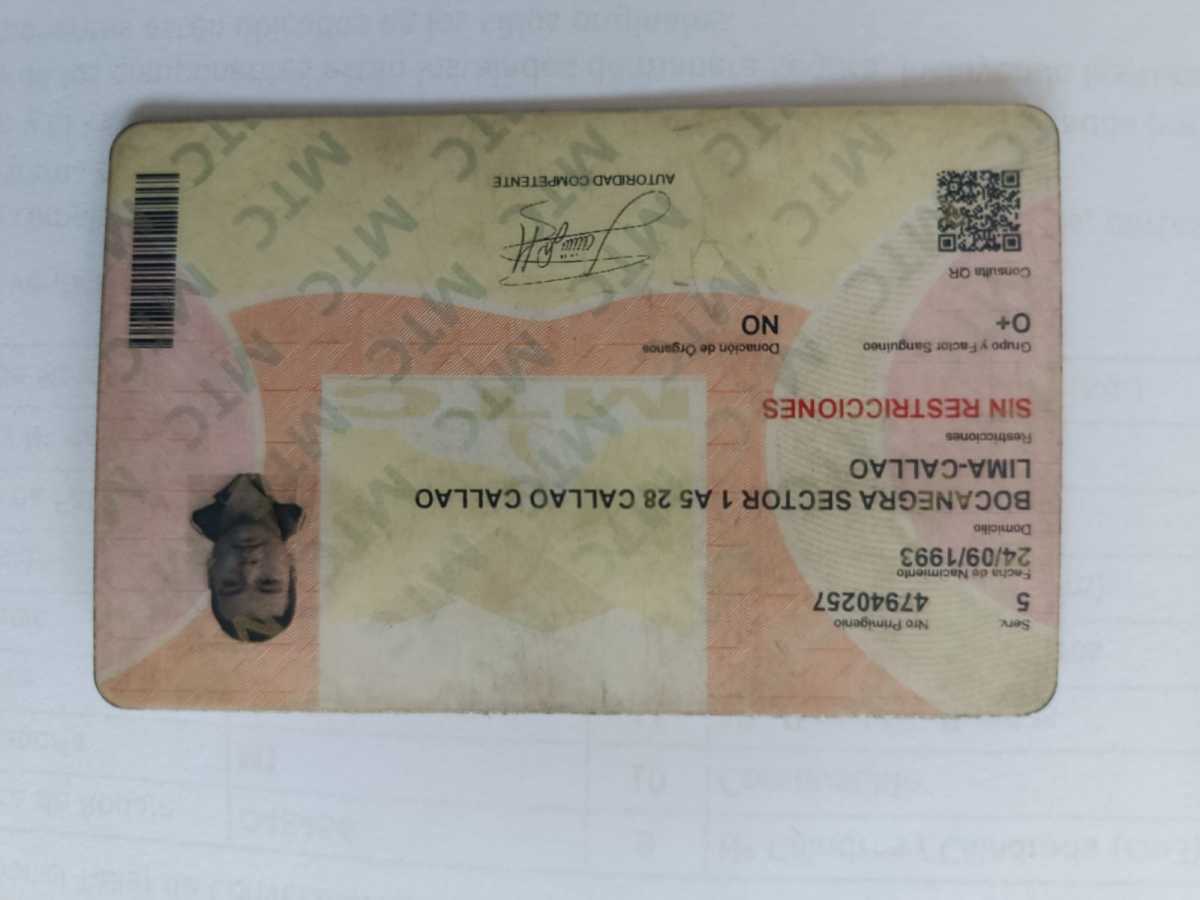 Serv. Nro Primigenio
5 47940257
Fecha de Nacimiento
24/09/1993
Domicilio
BOCANEGRA SECTOR 1 A5 28 CALLAO CALLAO
LIMA-CALLAO
Restricciones
SIN RESTRICCIONES
Grupo y Factor Sanguíneo Donación de Órganos
O+ NO
Consulta QR
AUTORIDAD COMPETENTE
MTC